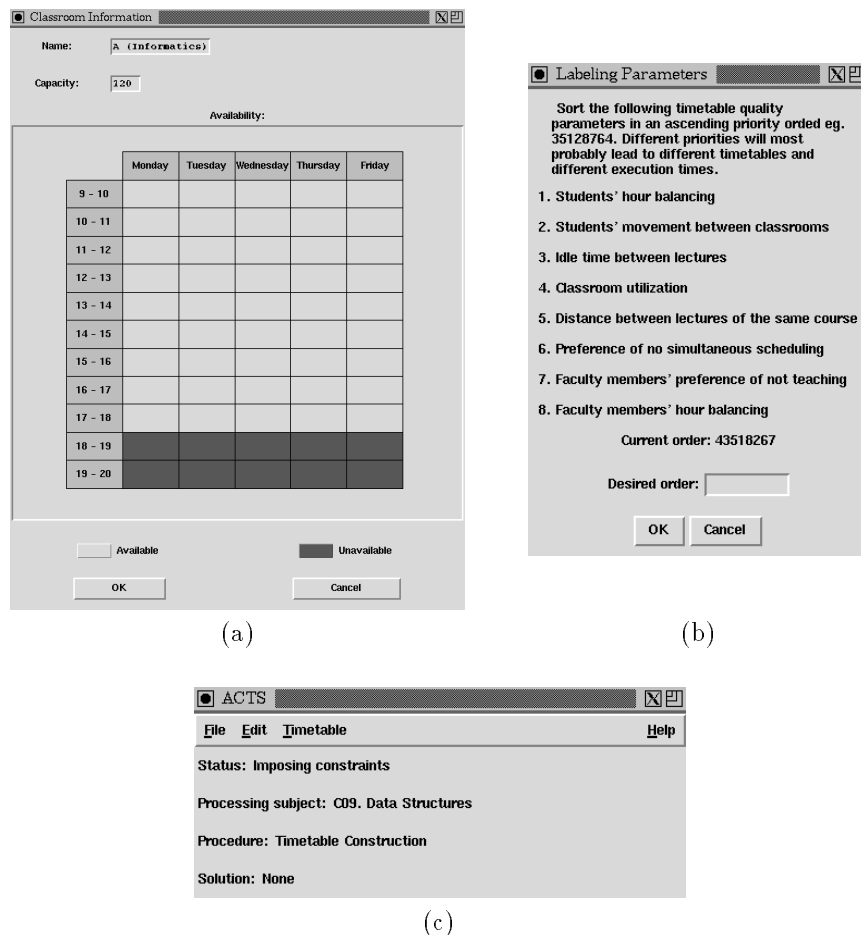 Classroom Information
Name: A (Informatics)
Capacity: 120
Availability:
Monday Tuesday Wednesday Thursday Friday
9 - 10
10 - 11
11 - 12
12 - 13
13 - 14
14 - 15
15 - 16
16 - 17
17 - 18
18 - 19
19 - 20
Available Unavailable
OK Cancel
(a)
Labeling Parameters
Sort the following timetable quality
parameters in an ascending priority orded eg.
35128764. Different priorities will most
probably lead to different timetables and
different execution times.
1. Students' hour balancing
2. Students' movement between classrooms
3. Idle time between lectures
4. Classroom utilization
5. Distance between lectures of the same course
6. Preference of no simultaneous scheduling
7. Faculty members' preference of not teaching
8. Faculty members' hour balancing
Current order: 43518267
Desired order:
OK Cancel
(b)
ACTS
File Edit Timetable Help
Status: Imposing constraints
Processing subject: C09. Data Structures
Procedure: Timetable Construction
Solution: None
(c)